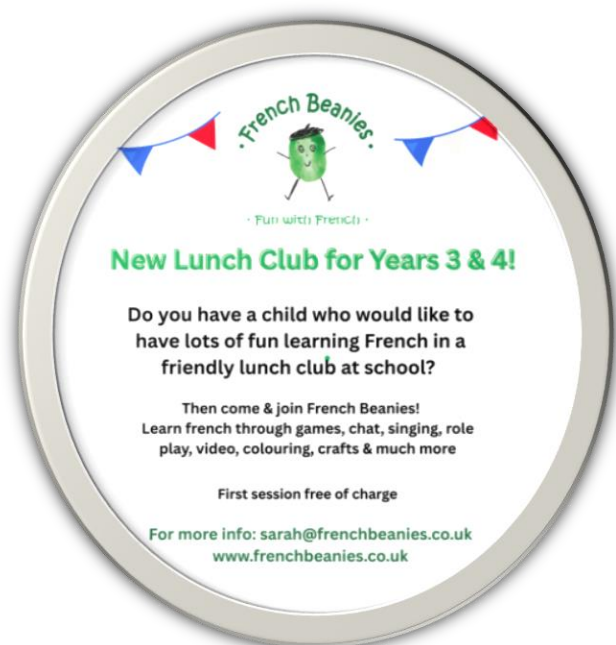 · French Beanies ·
· Fun with French ·
New Lunch Club for Years 3 & 4!
Do you have a child who would like to
have lots of fun learning French in a
friendly lunch club at school?
Then come & join French Beanies!
Learn french through games, chat, singing, role
play, video, colouring, crafts & much more
First session free of charge
For more info: sarah@frenchbeanies.co.uk
www.frenchbeanies.co.uk